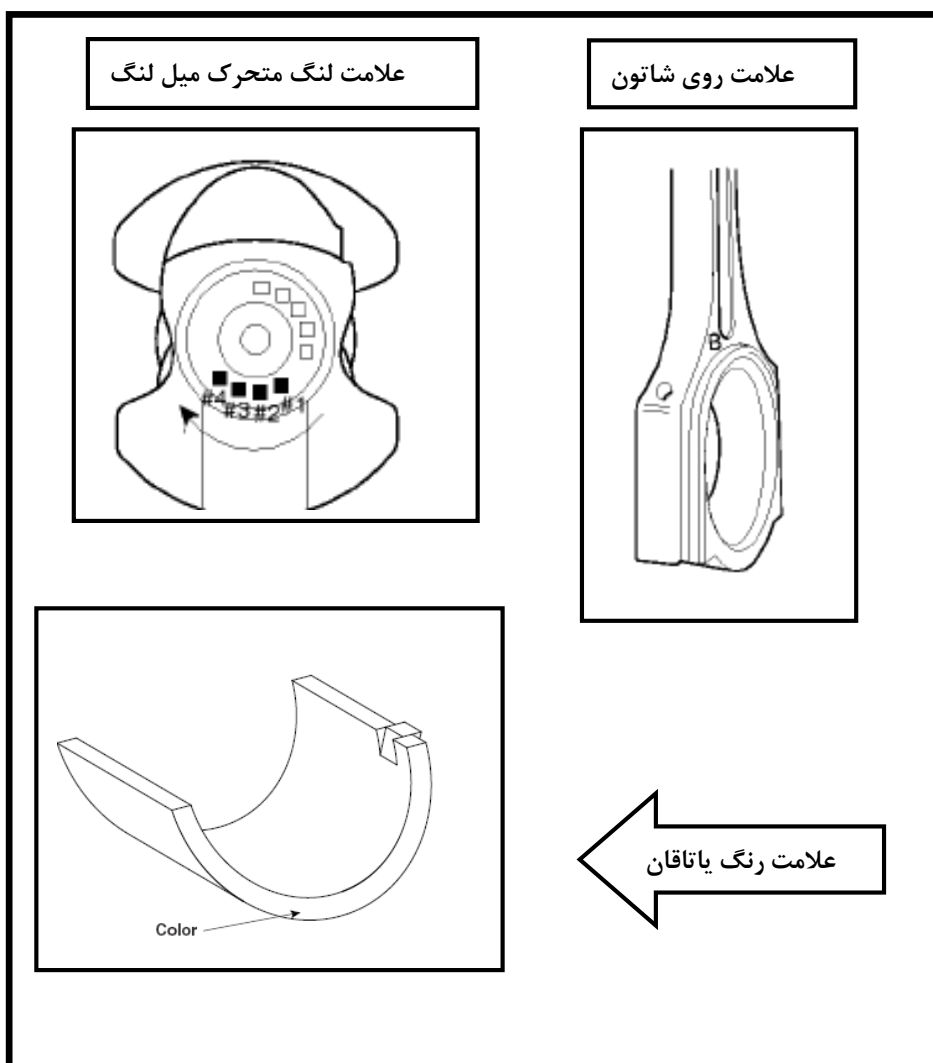 علامت روی شاتون
علامت لنگ متحرک میل لنگ
B
#4 #3 #2 #1
علامت رنگ یاتاقان
Color